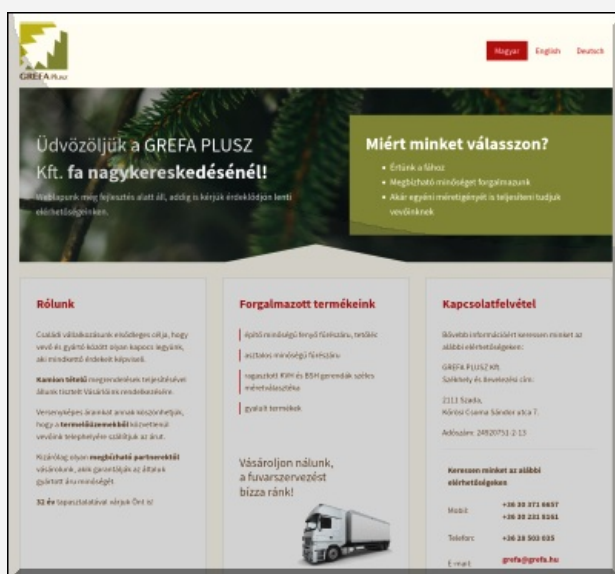 GREFA Plusz
Magyar English Deutsch
Üdvözöljük a GREFA PLUSZ
Kft. fa nagykereskedésénél!
Weblapunk még fejlesztés alatt áll, addig is kérjük érdeklődjön lenti
elérhetőségeinken.
Miért minket válasszon?
Értünk a fához
Megbízható minőséget forgalmazunk
Akár egyéni méretigényét is teljesíteni tudjuk
vevőinknek
Rólunk
Családi vállalkozásunk elsődleges célja, hogy
vevő és gyártó között olyan kapocs legyünk,
aki mindkettő érdekeit képviseli.
Kamion tételű megrendelések teljesítésével
állunk tisztelt Vásárlóink rendelkezésére.
Versenyképes árainkat annak köszönhetjük,
hogy a termelőüzemekből közvetlenül
vevőink telephelyére szállítjuk az árut.
Kizárólag olyan megbízható partnerektől
vásárolunk, akik garantálják az általuk
gyártott áru minőségét.
32 év tapasztalatával várjuk Önt is!
Forgalmazott termékeink
építő minőségű fenyő fűrészáru, tetőléc
asztalos minőségű fűrészáru
ragasztott KVH és BSH gerendák széles
méretválasztéka
gyalult termékek
Vásároljon nálunk,
a fuvarszervezést
bízza ránk!
Kapcsolatfelvétel
Bővebb információért keressen minket az
alábbi elérhetőségeken:
GREFA PLUSZ Kft.
Székhely és levelezési cím:
2111 Szada,
Kőrösi Csoma Sándor utca 7.
Adószám: 24920751-2-13
Keressen minket az alábbi
elérhetőségeken
Mobil: +36 30 371 6657
+36 30 231 8161
Telefon: +36 28 503 035
E-mail: grefa@grefa.hu